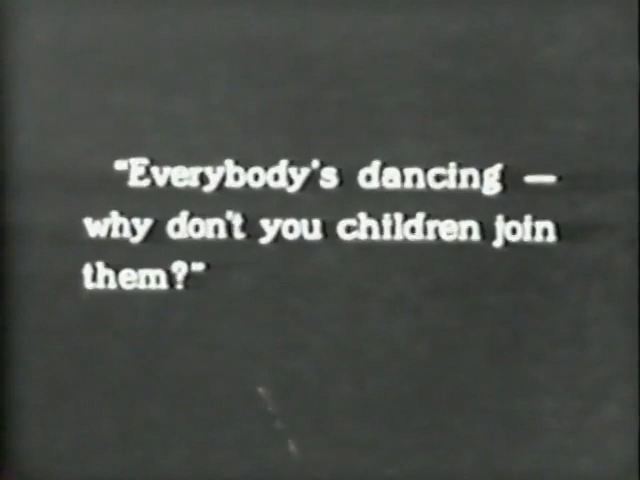 "Everybody's dancing —
why don't you children join
them?"